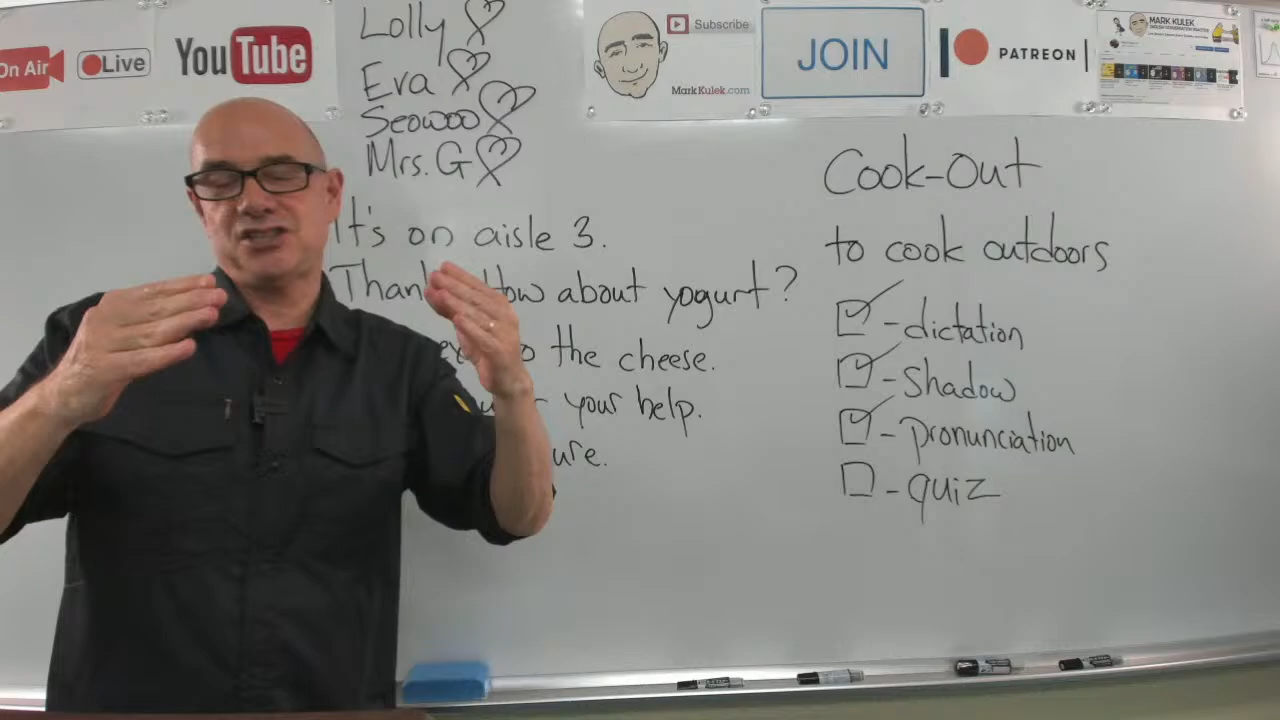 On Air
Live
YouTube
Lolly
Eva
Seowoo
Mrs. G
Subscribe
MarkKulek.com
JOIN
PATREON
MARK KULEK
It's on aisle 3.
How about yogurt?
the cheese.
your help.
Cook-Out
to cook outdoors
- dictation
- Shadow
- pronunciation
- quiz